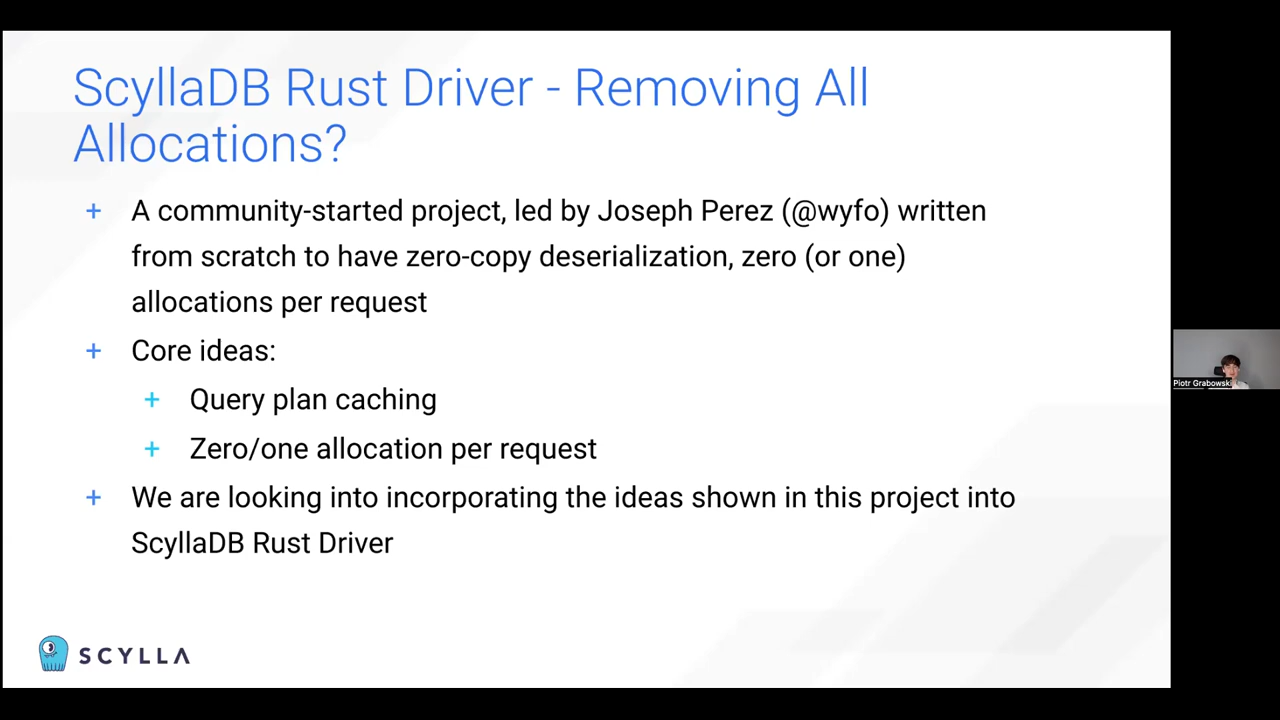 ScyllaDB Rust Driver - Removing All
Allocations?
+ A community-started project, led by Joseph Perez (@wyfo) written
from scratch to have zero-copy deserialization, zero (or one)
allocations per request
+ Core ideas:
+ Query plan caching
+ Zero/one allocation per request
+ We are looking into incorporating the ideas shown in this project into
ScyllaDB Rust Driver
SCYLLA
Piotr Grabowski